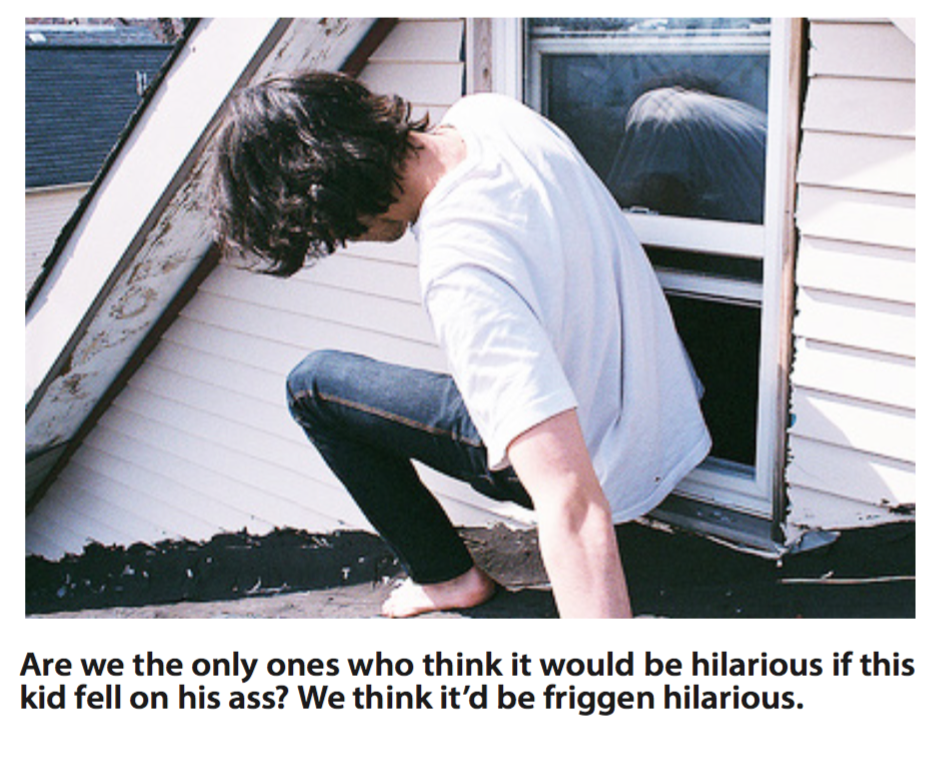 Are we the only ones who think it would be hilarious if this
kid fell on his ass? We think it’d be friggen hilarious.